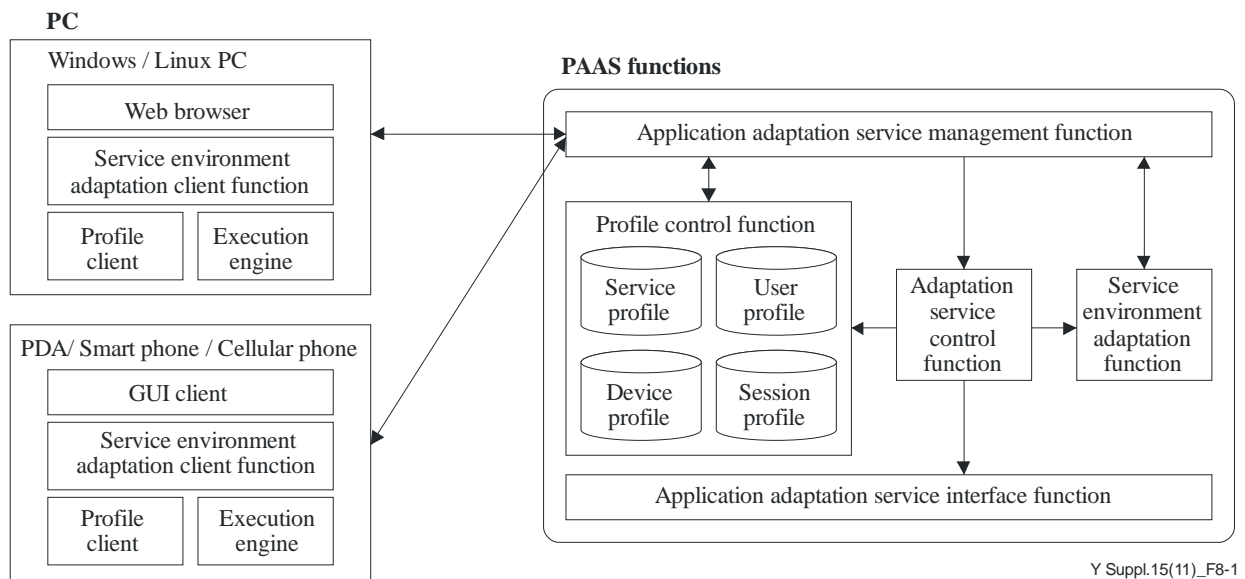 PC
Windows / Linux PC
Web browser
Service environment
adaptation client function
Profile
client
Execution
engine
PDA/ Smart phone / Cellular phone
GUI client
Service environment
adaptation client function
Profile
client
Execution
engine
PAAS functions
Application adaptation service management function
Profile control function
Service
profile
User
profile
Device
profile
Session
profile
Adaptation
service
control
function
Service
environment
adaptation
function
Application adaptation service interface function
Y Suppl.15(11)_F8-1